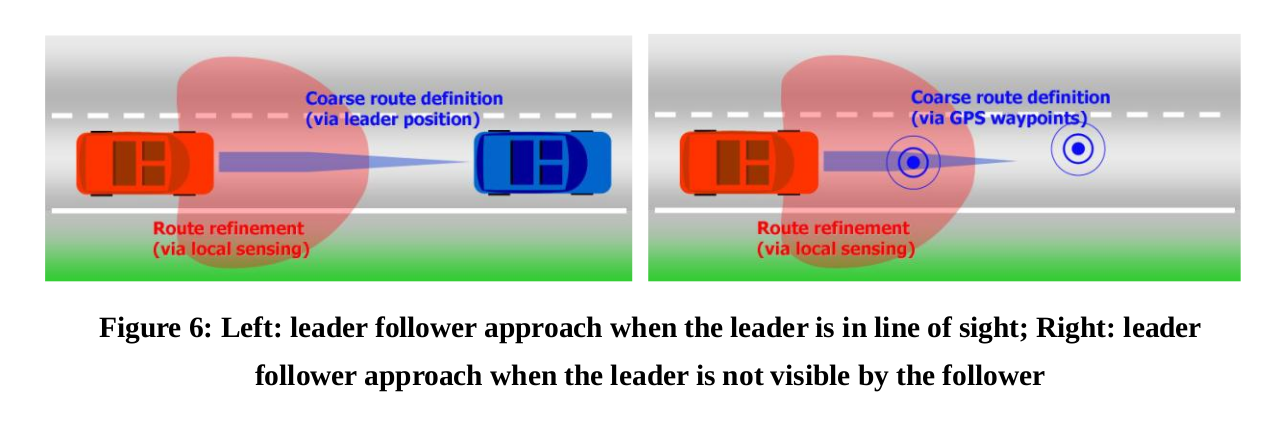 Coarse route definition
(via leader position)
Route refinement
(via local sensing)
Coarse route definition
(via GPS waypoints)
Route refinement
(via local sensing)
Figure 6: Left: leader follower approach when the leader is in line of sight; Right: leader
follower approach when the leader is not visible by the follower